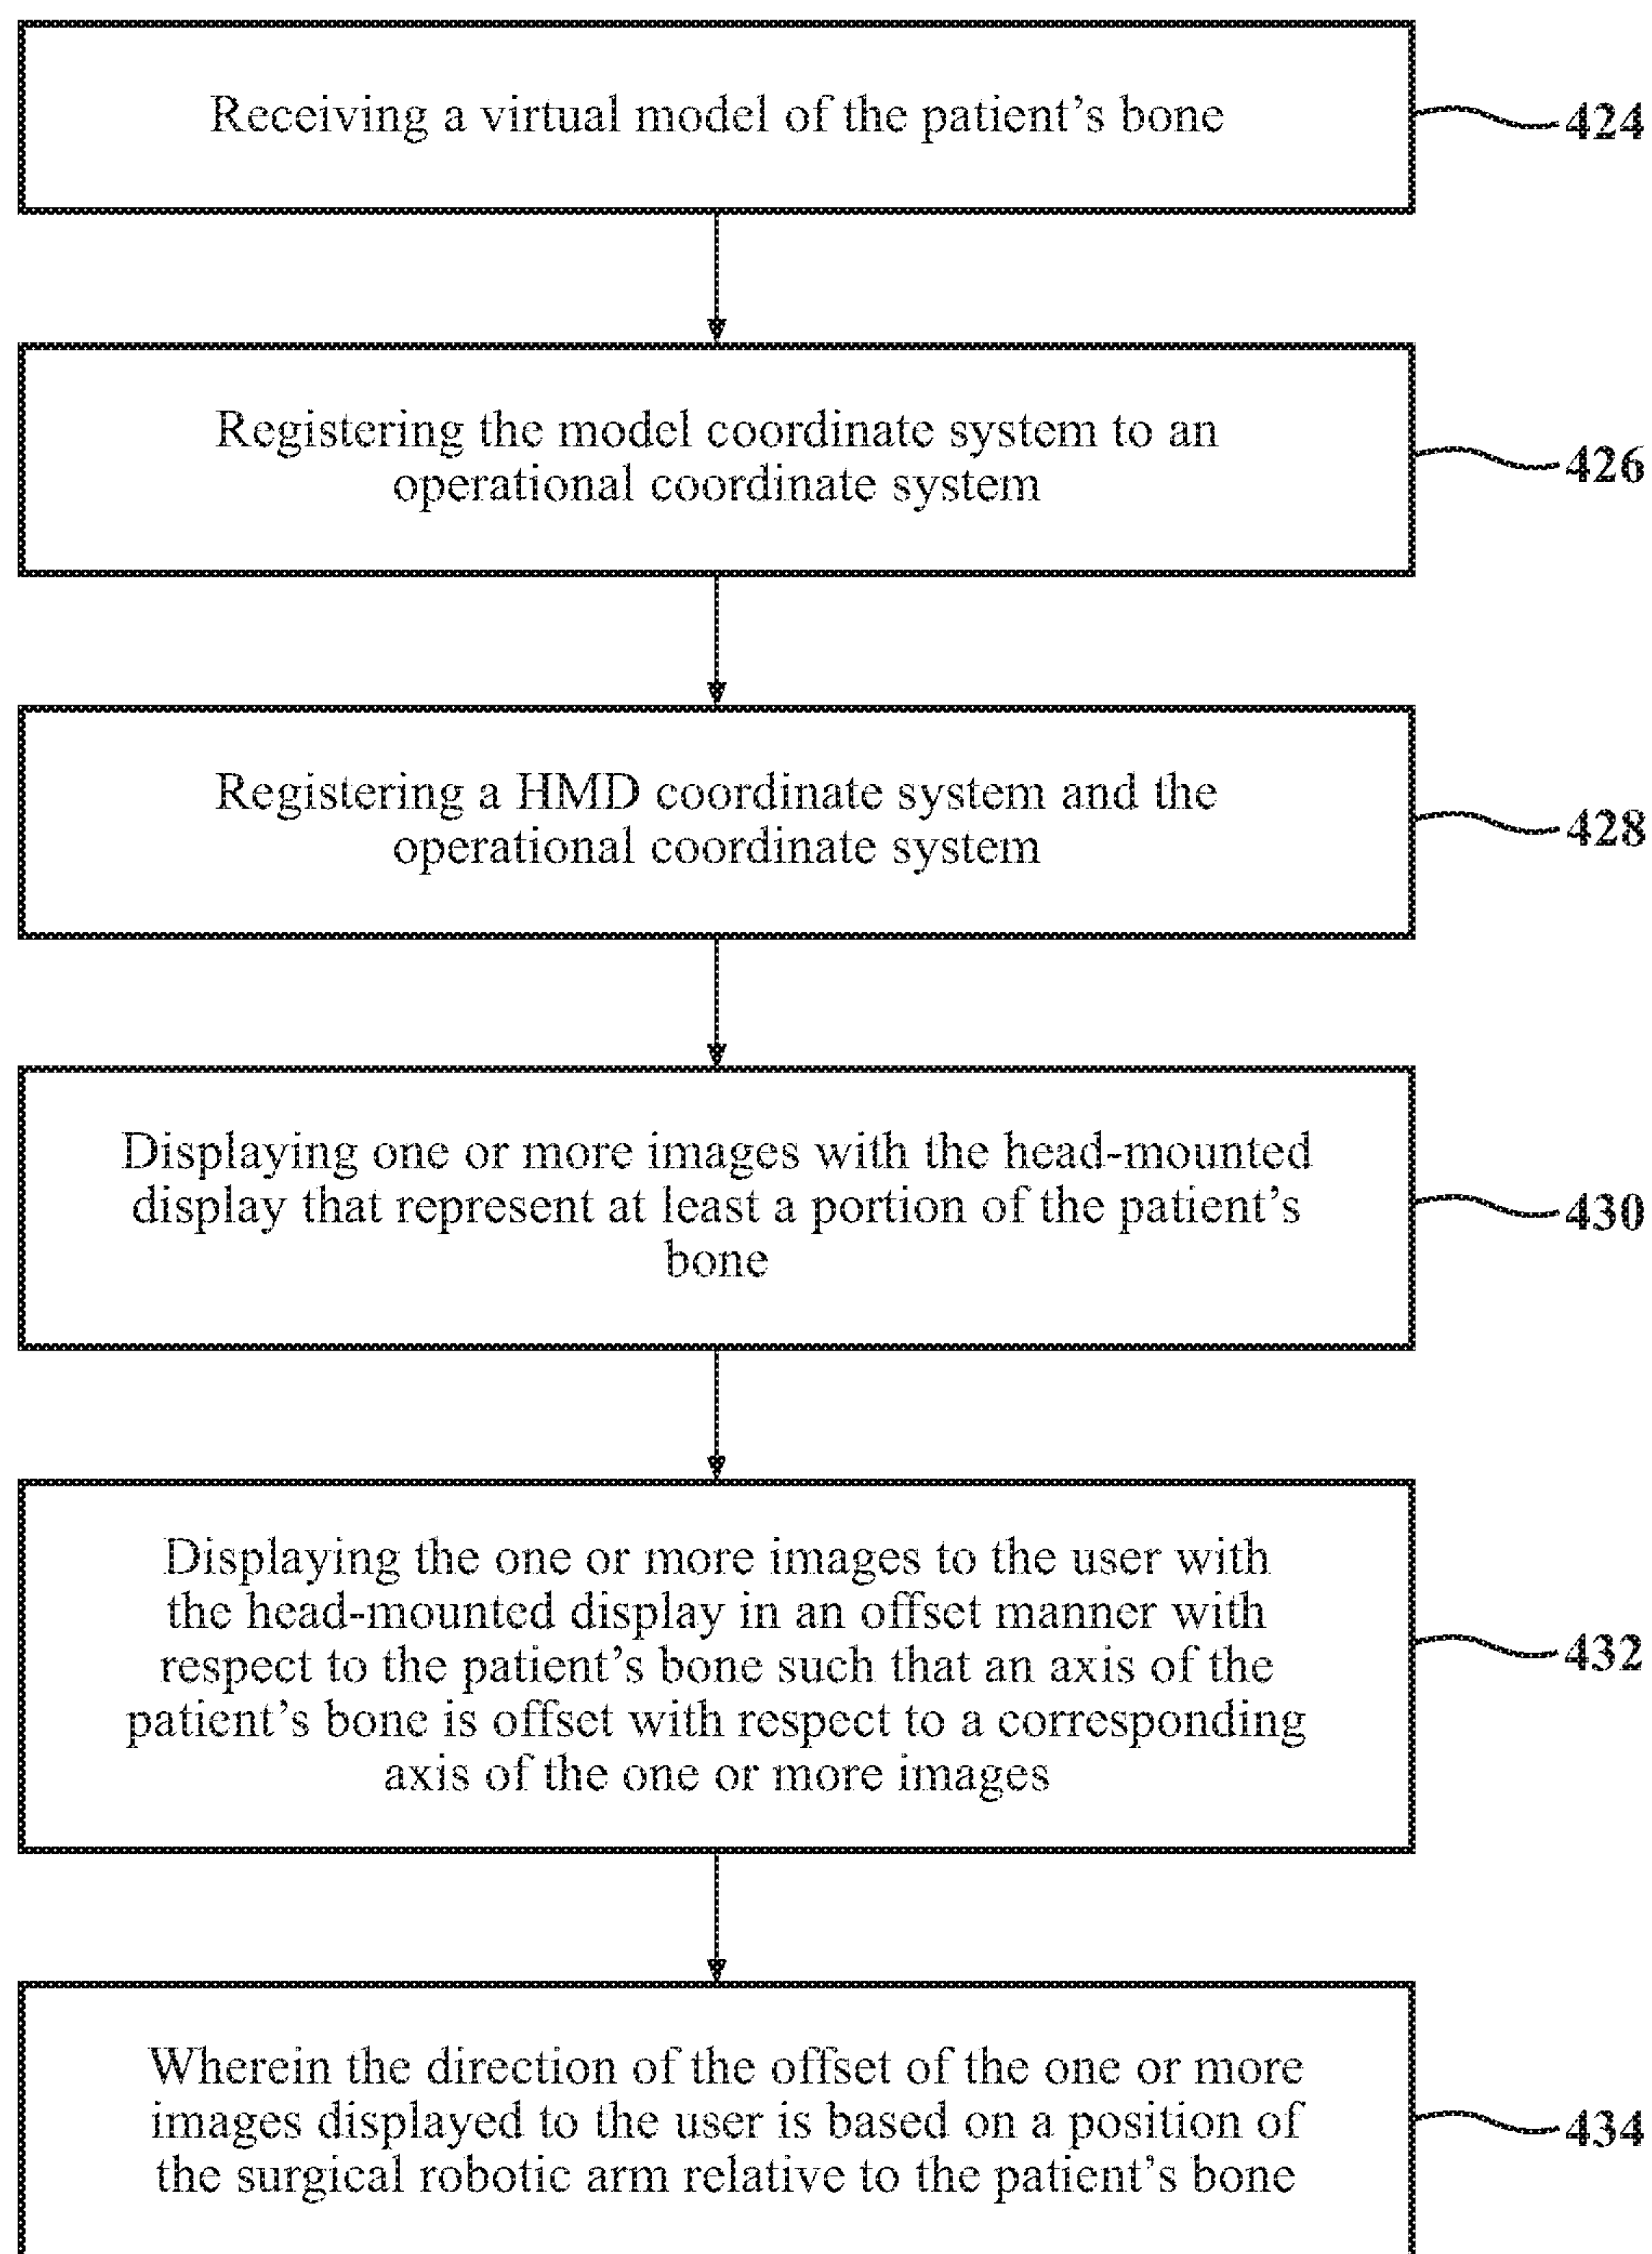 Receiving a virtual model of the patient's bone
424
Registering the model coordinate system to an
operational coordinate system
426
Registering a HMD coordinate system and the
operational coordinate system
428
Displaying one or more images with the head-mounted
display that represent at least a portion of the patient's
bone
430
Displaying the one or more images to the user with
the head-mounted display in an offset manner with
respect to the patient's bone such that an axis of the
patient's bone is offset with respect to a corresponding
axis of the one or more images
432
Wherein the direction of the offset of the one or more
images displayed to the user is based on a position of
the surgical robotic arm relative to the patient's bone
434